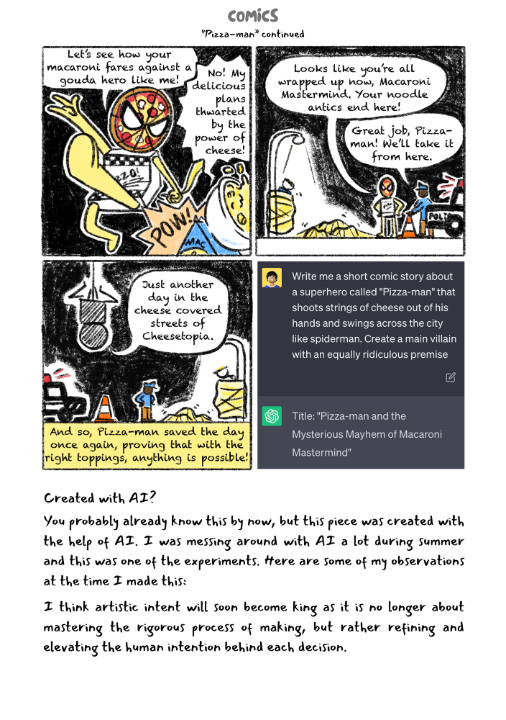 COMICS
"Pizza-man" continued
Let's see how your
macaroni fares against a
gouda hero like me!
No! My
delicious
plans
thwarted
by the
power of
cheese!
ZZA!
POW!
MAC
Looks like you're all
wrapped up now, Macaroni
Mastermind. Your noodle
antics end here!
Great job, Pizza-
man! We'll take it
from here.
POLI
Just another
day in the
cheese covered
streets of
Cheesetopia.
And so, Pizza-man saved the day
once again, proving that with the
right toppings, anything is possible!
Write me a short comic story about
a superhero called "Pizza-man" that
shoots strings of cheese out of his
hands and swings across the city
like spiderman. Create a main villain
with an equally ridiculous premise
Title: "Pizza-man and the
Mysterious Mayhem of Macaroni
Mastermind"
Created with AI?
You probably already know this by now, but this piece was created with
the help of AI. I was messing around with AI a lot during summer
and this was one of the experiments. Here are some of my observations
at the time I made this:
I think artistic intent will soon become king as it is no longer about
mastering the rigorous process of making, but rather refining and
elevating the human intention behind each decision.